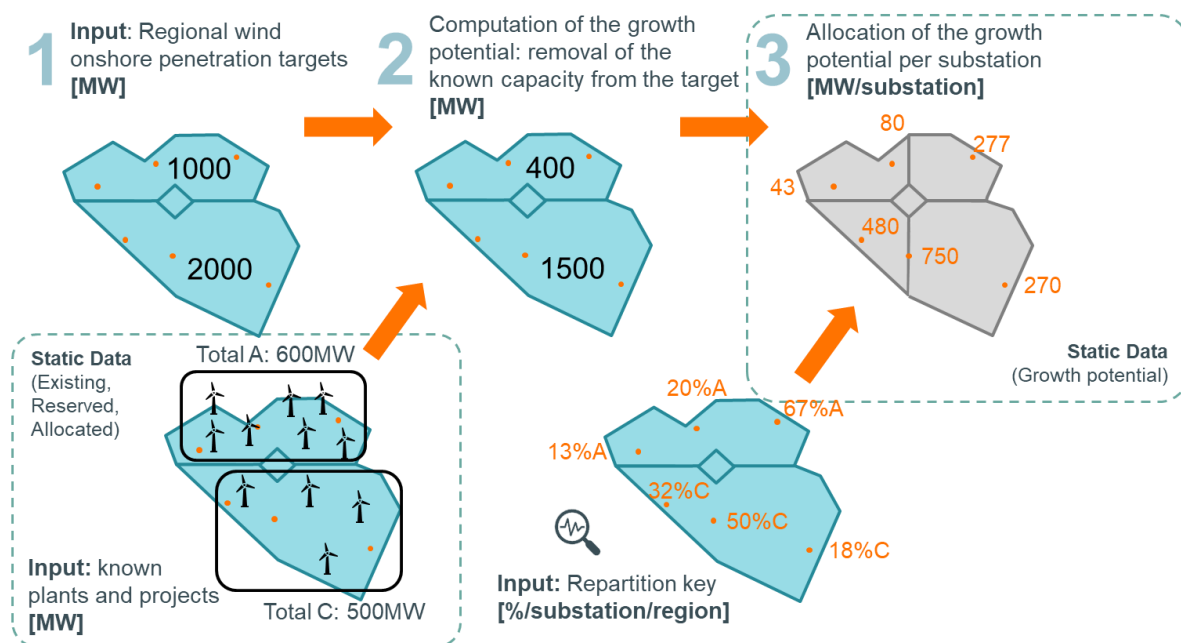 1
Input: Regional wind
onshore penetration targets
[MW]
2
Computation of the growth
potential: removal of the
known capacity from the target
[MW]
3
Allocation of the growth
potential per substation
[MW/substation]
1000
2000
400
1500
80
277
43
480
750
270
Static Data
(Growth potential)
Static Data
(Existing,
Reserved,
Allocated)
Total A: 600MW
Input: known
plants and projects
[MW]
Total C: 500MW
20%A
67%A
13%A
32%C
50%C
18%C
Input: Repartition key
[%/substation/region]